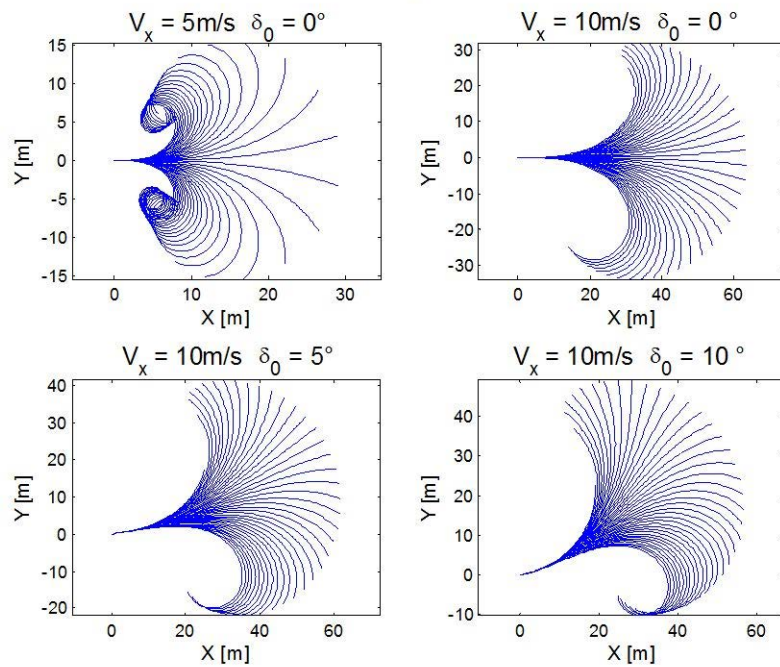 V_x = 5m/s δ_0 = 0°
15
10
5
0
-5
-10
-15
Y [m]
0 10 20 30
X [m]
V_x = 10m/s δ_0 = 0 °
30
20
10
0
-10
-20
-30
Y [m]
0 20 40 60
X [m]
V_x = 10m/s δ_0 = 5°
40
30
20
10
0
-10
-20
Y [m]
0 20 40 60
X [m]
V_x = 10m/s δ_0 = 10 °
40
30
20
10
0
-10
Y [m]
0 20 40 60
X [m]